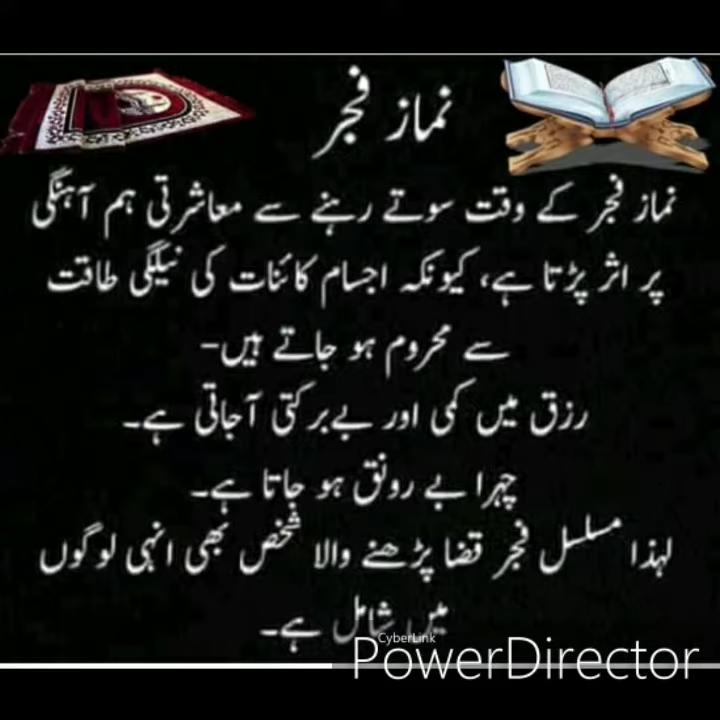 نماز فجر
نماز فجر کے وقت سوتے رہنے سے معاشرتی ہم آہنگی
پر اثر پڑتا ہے، کیونکہ اجسام کائنات کی نیلگی طاقت
سے محروم ہو جاتے ہیں-
رزق میں کمی اور بے برکتی آجاتی ہے۔
چہرا بے رونق ہو جاتا ہے۔
لہذا مسلسل فجر قضا پڑھنے والا شخص بھی انہی لوگوں
میں شامل ہے۔
CyberLink
PowerDirector